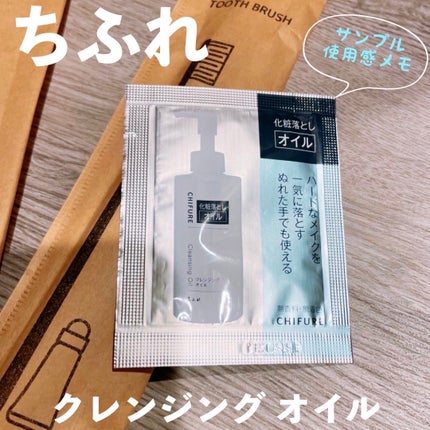 ちふれ
TOOTH BRUSH
サンプル
使用感メモ
化粧落とし
オイル
ハードなメイクを
一気に落とす
ぬれた手でも使える
CHIFURE
化粧落とし
オイル
Cleansing Oil
クレンジング
オイル
CHIFURE
クレンジング オイル